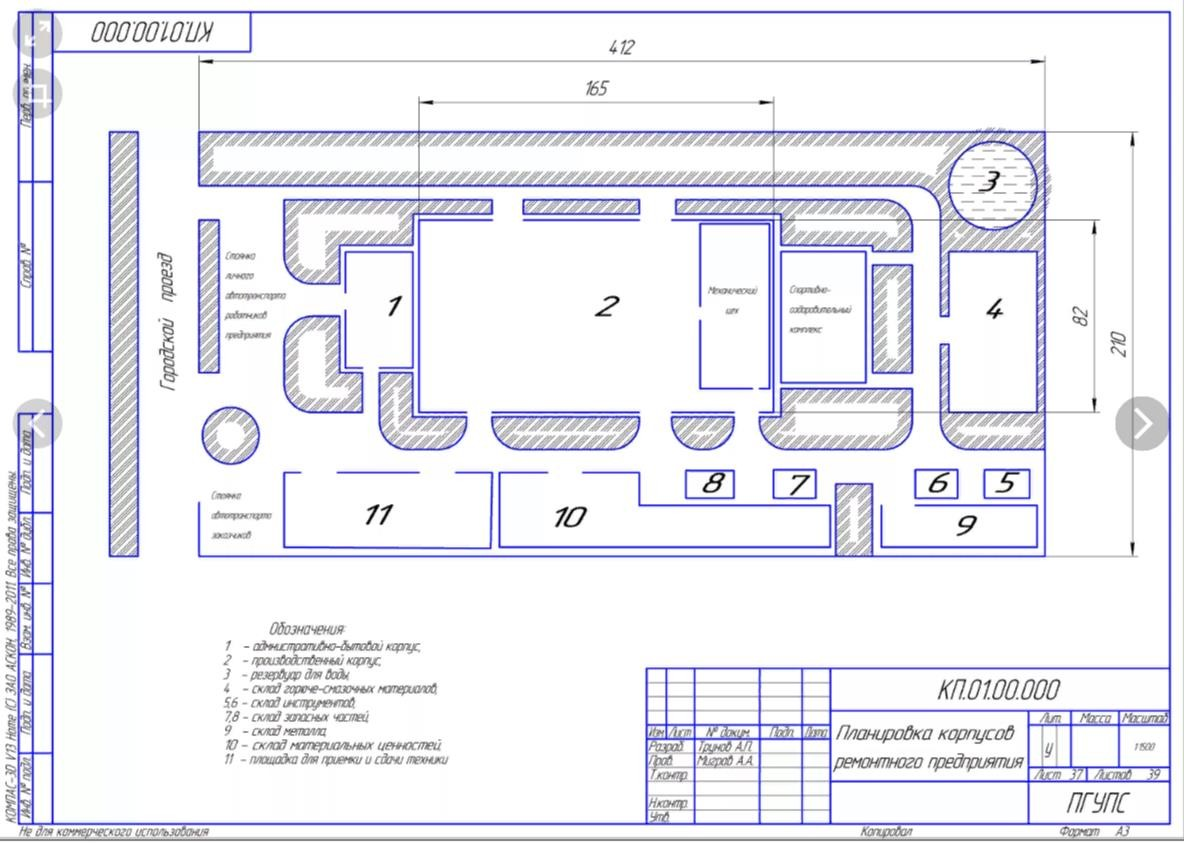 КП.01.00.000
412
165
Перв. примен.
Справ. №
Городской проезд
Стоянка
личного
автотранспорта
работников
предприятия
1
2
Механический
цех
Спортивно-
оздоровительный
комплекс
3
4
82
210
Стоянка
автотранспорта
заказчиков
11
10
8
7
6
5
9
Подп. и дата
Инв. № дубл.
Взам. инв. №
Подп. и дата
Инв. № подл.
КОМПАС-3D V13 Home (С) ЗАО АСКОН, 1989-2011. Все права защищены.
Обозначения:
1 – админстративно-бытовой корпус;
2 – производственный корпус;
3 – резервуар для воды;
4 – склад горюче-смазочных материалов;
5,6 – склад инструментов;
7,8 – склад запасных частей;
9 – склад металла;
10 – склад материальных ценностей;
11 – площадка для приемки и сдачи техники
КП.01.00.000
Изм. Лист № докум. Подп. Дата
Разраб. Трунов А.П.
Пров. Мигров А.А.
Т.контр.
Н.контр.
Утв.
Планировка корпусов
ремонтного предприятия
Лит. Масса Масштаб
у 1:1500
Лист 37 Листов 39
ПГУПС
Не для коммерческого использования
Копировал
Формат А3